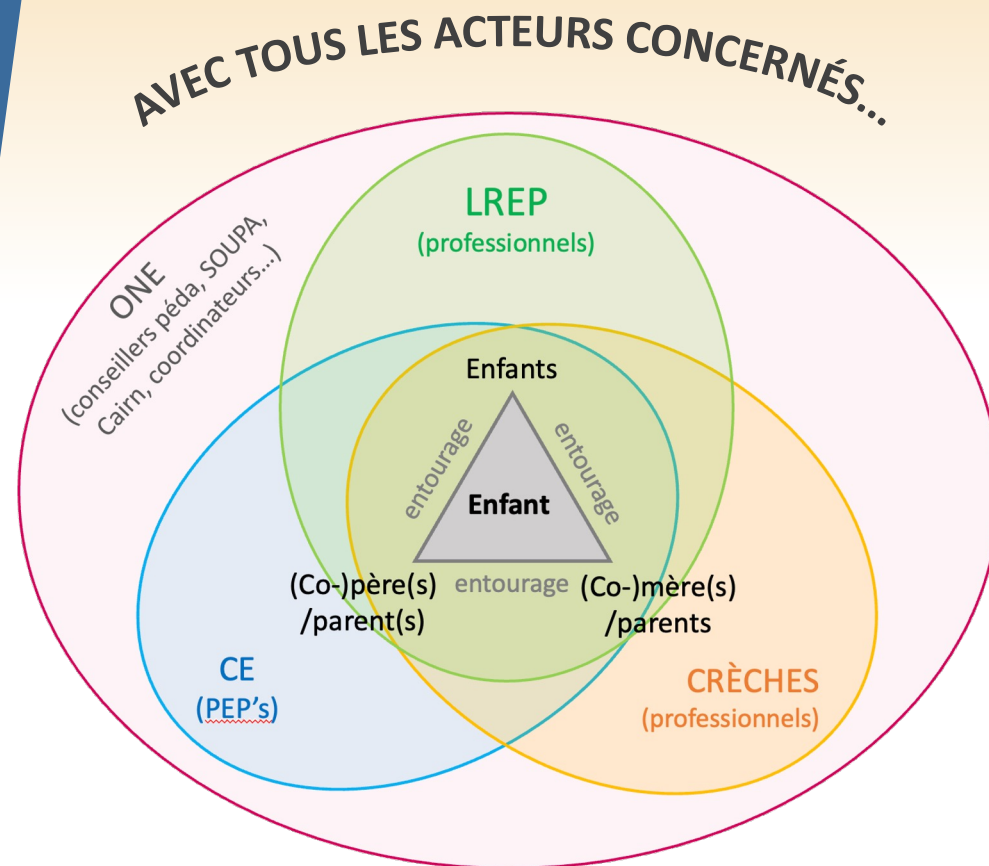 AVEC TOUS LES ACTEURS CONCERNÉS...
ONE
(conseillers péda, SOUPA,
Cairn, coordinateurs...)
LREP
(professionnels)
Enfants
entourage
entourage
Enfant
(Co-)père(s)
/parent(s)
entourage
(Co-)mère(s)
/parents
CE
(PEP's)
CRÈCHES
(professionnels)